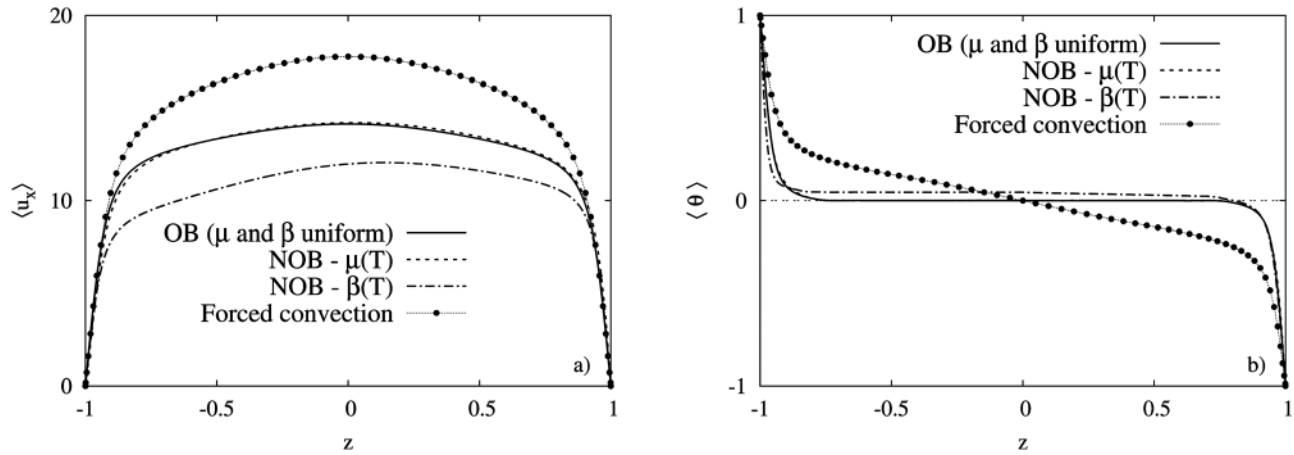 20
10
0
⟨uₓ⟩
OB (μ and β uniform)
NOB - μ(T)
NOB - β(T)
Forced convection
a)
-1 -0.5 0 0.5 1
z
1
0
-1
⟨ θ ⟩
OB (μ and β uniform)
NOB - μ(T)
NOB - β(T)
Forced convection
b)
-1 -0.5 0 0.5 1
z